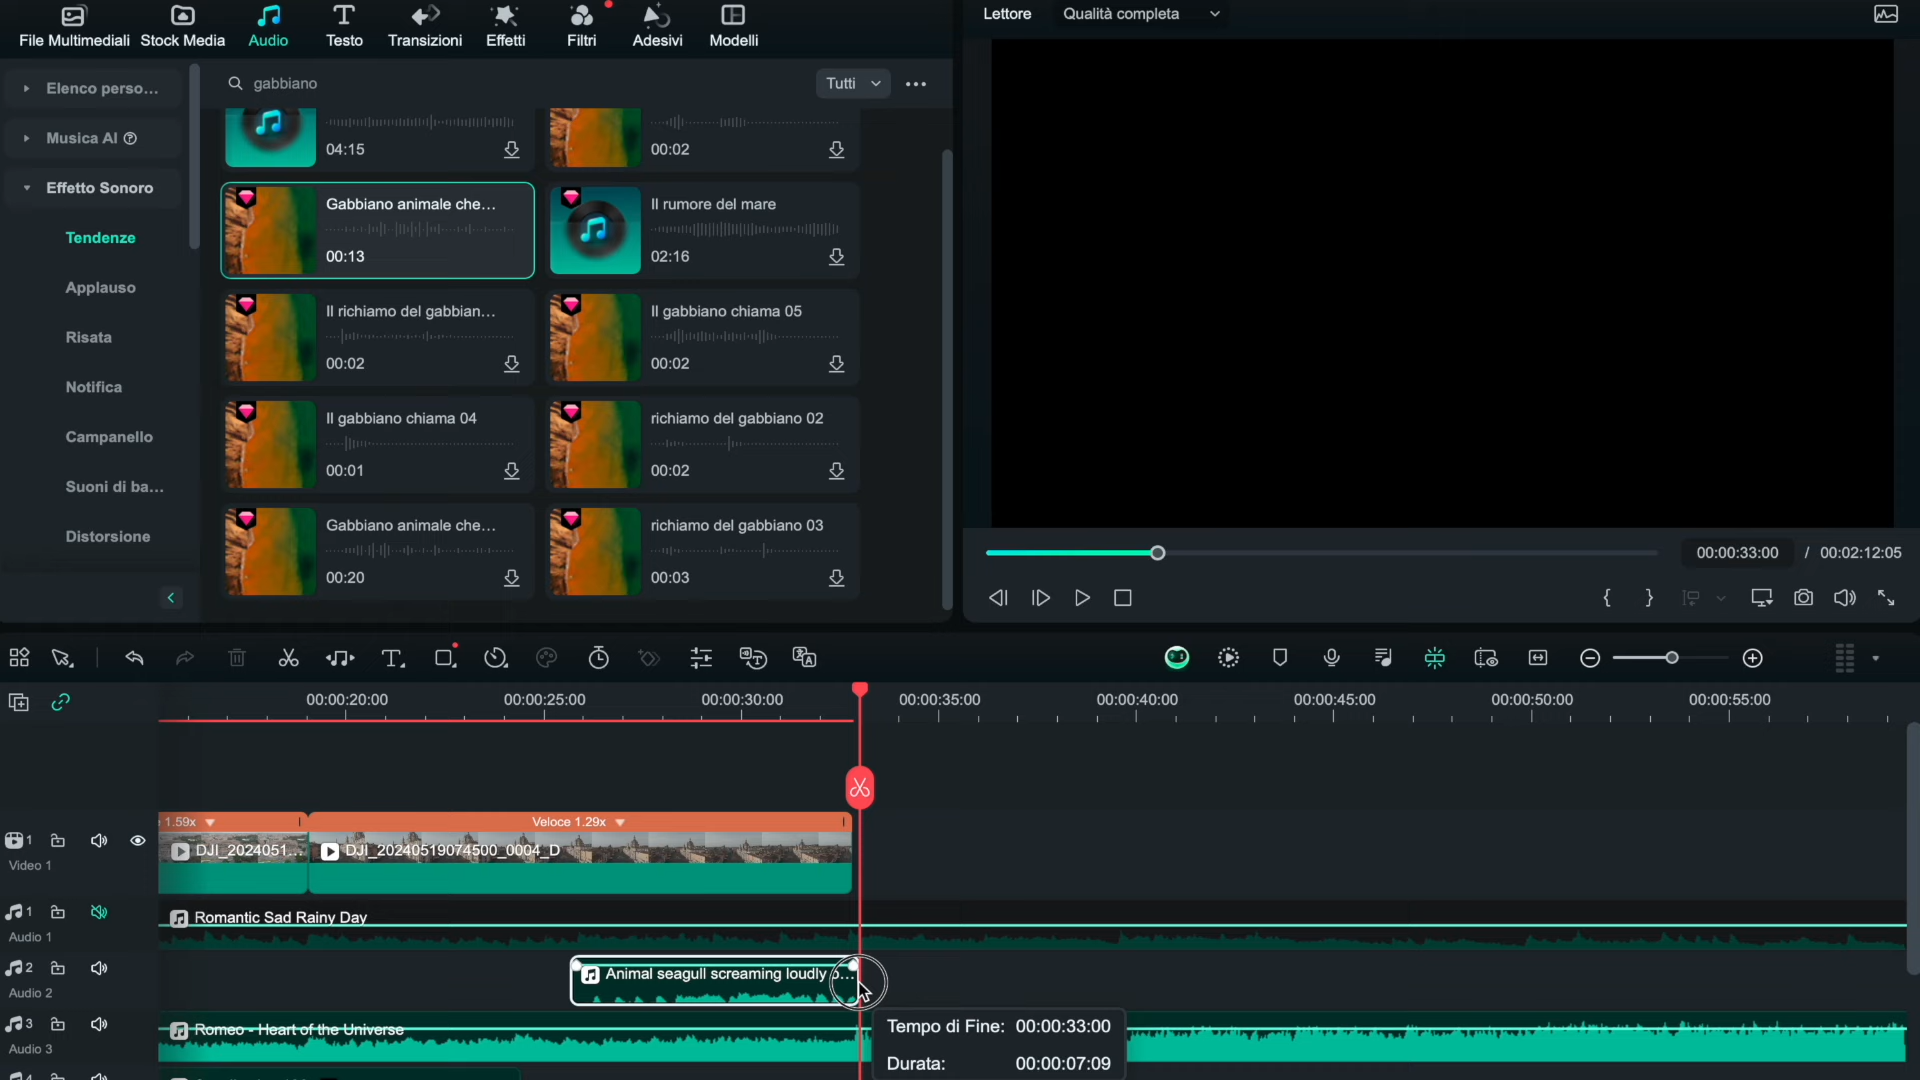 File Multimediali
Stock Media
Audio
Testo
Transizioni
Effetti
Filtri
Adesivi
Modelli
Lettore
Qualità completa
Elenco perso...
Musica AI
Effetto Sonoro
Tendenze
Applauso
Risata
Notifica
Campanello
Suoni di ba...
Distorsione
gabbiano
Tutti
04:15
00:02
Gabbiano animale che...
00:13
Il rumore del mare
02:16
Il richiamo del gabbian...
00:02
Il gabbiano chiama 05
00:02
Il gabbiano chiama 04
00:01
richiamo del gabbiano 02
00:02
Gabbiano animale che...
00:20
richiamo del gabbiano 03
00:03
00:00:33:00 / 00:02:12:05
00:00:20:00
00:00:25:00
00:00:30:00
00:00:35:00
00:00:40:00
00:00:45:00
00:00:50:00
00:00:55:00
1.59x
Veloce 1.29x
1
Video 1
DJI_2024051...
DJI_20240519074500_0004_D
1
Audio 1
Romantic Sad Rainy Day
2
Audio 2
Animal seagull screaming loudly
3
Audio 3
Romeo - Heart of the Universe
Tempo di Fine: 00:00:33:00
Durata: 00:00:07:09